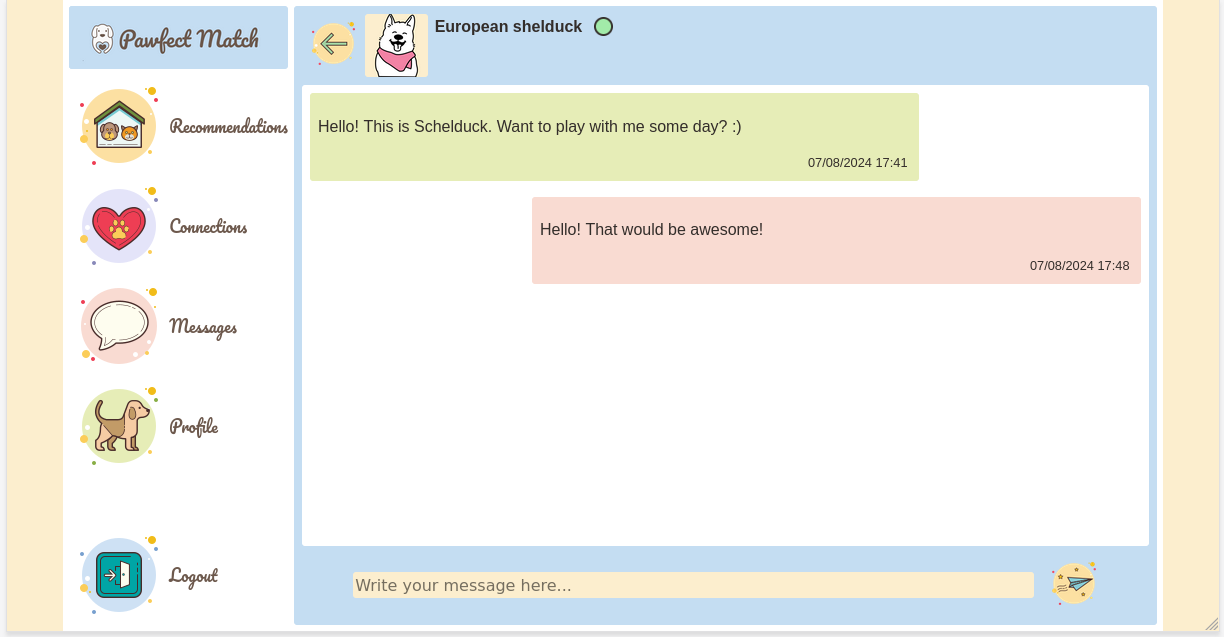 Pawfect Match
European shelduck
Recommendations
Connections
Messages
Profile
Logout
Hello! This is Schelduck. Want to play with me some day? :)
07/08/2024 17:41
Hello! That would be awesome!
07/08/2024 17:48
Write your message here...